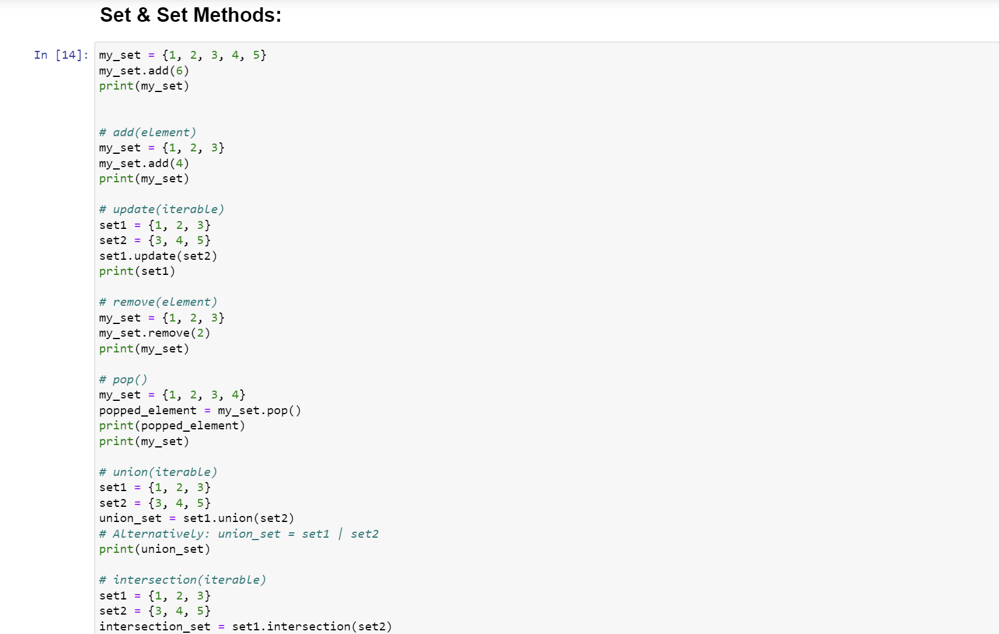 Set & Set Methods:
In [14]: my_set = {1, 2, 3, 4, 5}
my_set.add(6)
print(my_set)
# add(element)
my_set = {1, 2, 3}
my_set.add(4)
print(my_set)
# update(iterable)
set1 = {1, 2, 3}
set2 = {3, 4, 5}
set1.update(set2)
print(set1)
# remove(element)
my_set = {1, 2, 3}
my_set.remove(2)
print(my_set)
# pop()
my_set = {1, 2, 3, 4}
popped_element = my_set.pop()
print(popped_element)
print(my_set)
# union(iterable)
set1 = {1, 2, 3}
set2 = {3, 4, 5}
union_set = set1.union(set2)
# Alternatively: union_set = set1 | set2
print(union_set)
# intersection(iterable)
set1 = {1, 2, 3}
set2 = {3, 4, 5}
intersection_set = set1.intersection(set2)